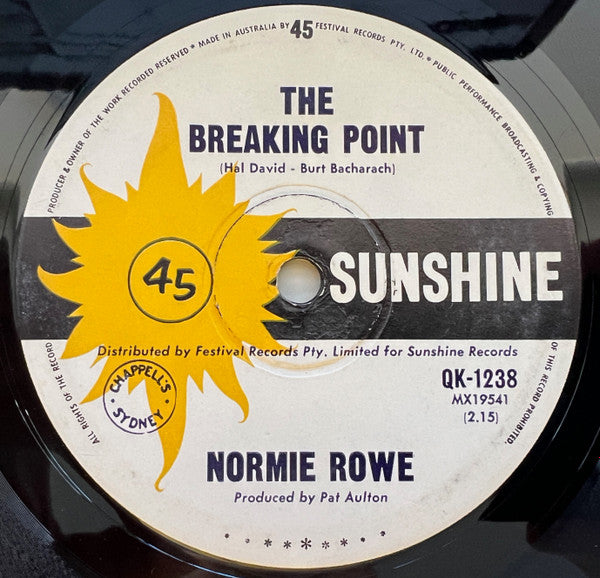 PRODUCER & OWNER OF THE WORK RECORDED RESERVED * MADE IN AUSTRALIA BY 45 FESTIVAL RECORDS PTY. LTD. * PUBLIC PERFORMANCE BROADCASTING & COPYING
OF THIS RECORD PROHIBITED.
ALL RIGHTS OF THE RECORD
THE
BREAKING POINT
(Hal David - Burt Bacharach)
45
SUNSHINE
Distributed by Festival Records Pty. Limited for Sunshine Records
CHAPPELL'S
SYDNEY
QK-1238
MX19541
(2.15)
NORMIE ROWE
Produced by Pat Aulton